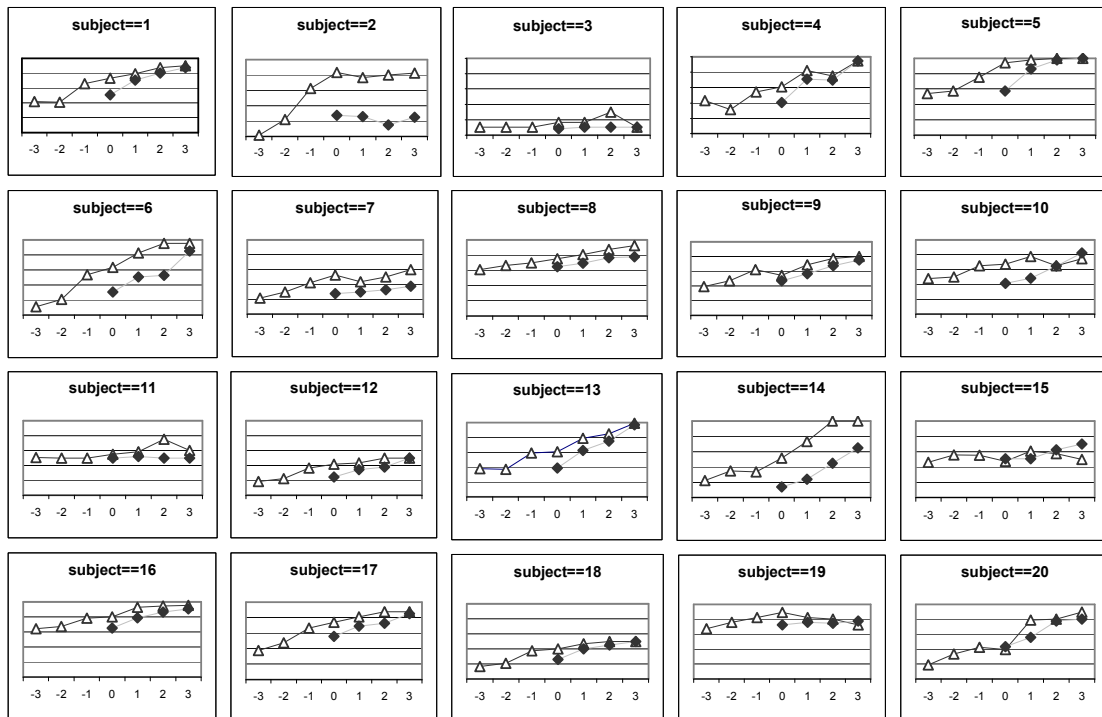 subject==1
-3 -2 -1 0 1 2 3
subject==2
-3 -2 -1 0 1 2 3
subject==3
-3 -2 -1 0 1 2 3
subject==4
-3 -2 -1 0 1 2 3
subject==5
-3 -2 -1 0 1 2 3
subject==6
-3 -2 -1 0 1 2 3
subject==7
-3 -2 -1 0 1 2 3
subject==8
-3 -2 -1 0 1 2 3
subject==9
-3 -2 -1 0 1 2 3
subject==10
-3 -2 -1 0 1 2 3
subject==11
-3 -2 -1 0 1 2 3
subject==12
-3 -2 -1 0 1 2 3
subject==13
-3 -2 -1 0 1 2 3
subject==14
-3 -2 -1 0 1 2 3
subject==15
-3 -2 -1 0 1 2 3
subject==16
-3 -2 -1 0 1 2 3
subject==17
-3 -2 -1 0 1 2 3
subject==18
-3 -2 -1 0 1 2 3
subject==19
-3 -2 -1 0 1 2 3
subject==20
-3 -2 -1 0 1 2 3